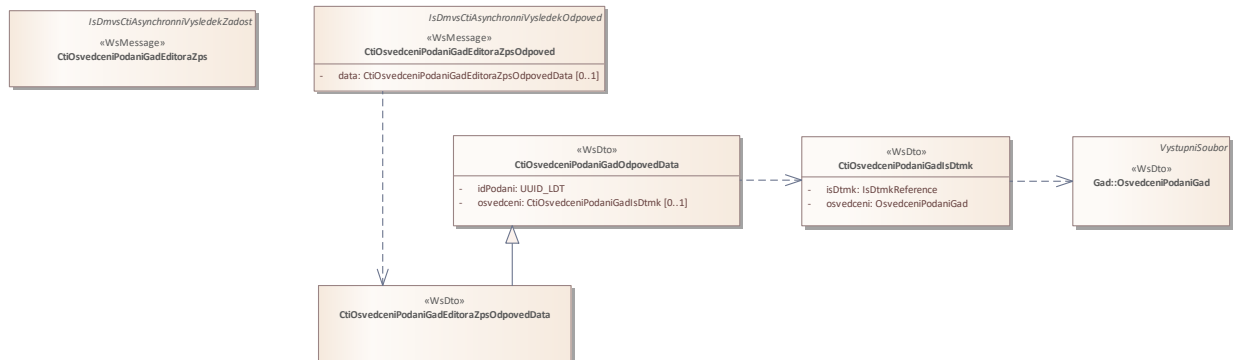 IsDmvsCtiAsynchronniVysledekZadost
«WsMessage»
CtiOsvedceniPodaniGadEditoraZps
IsDmvsCtiAsynchronniVysledekOdpoved
«WsMessage»
CtiOsvedceniPodaniGadEditoraZpsOdpoved
- data: CtiOsvedceniPodaniGadEditoraZpsOdpovedData [0..1]
«WsDto»
CtiOsvedceniPodaniGadOdpovedData
- idPodani: UUID_LDT
- osvedceni: CtiOsvedceniPodaniGadIsDtmk [0..1]
«WsDto»
CtiOsvedceniPodaniGadIsDtmk
- isDtmk: IsDtmkReference
- osvedceni: OsvedceniPodaniGad
VystupniSoubor
«WsDto»
Gad::OsvedceniPodaniGad
«WsDto»
CtiOsvedceniPodaniGadEditoraZpsOdpovedData